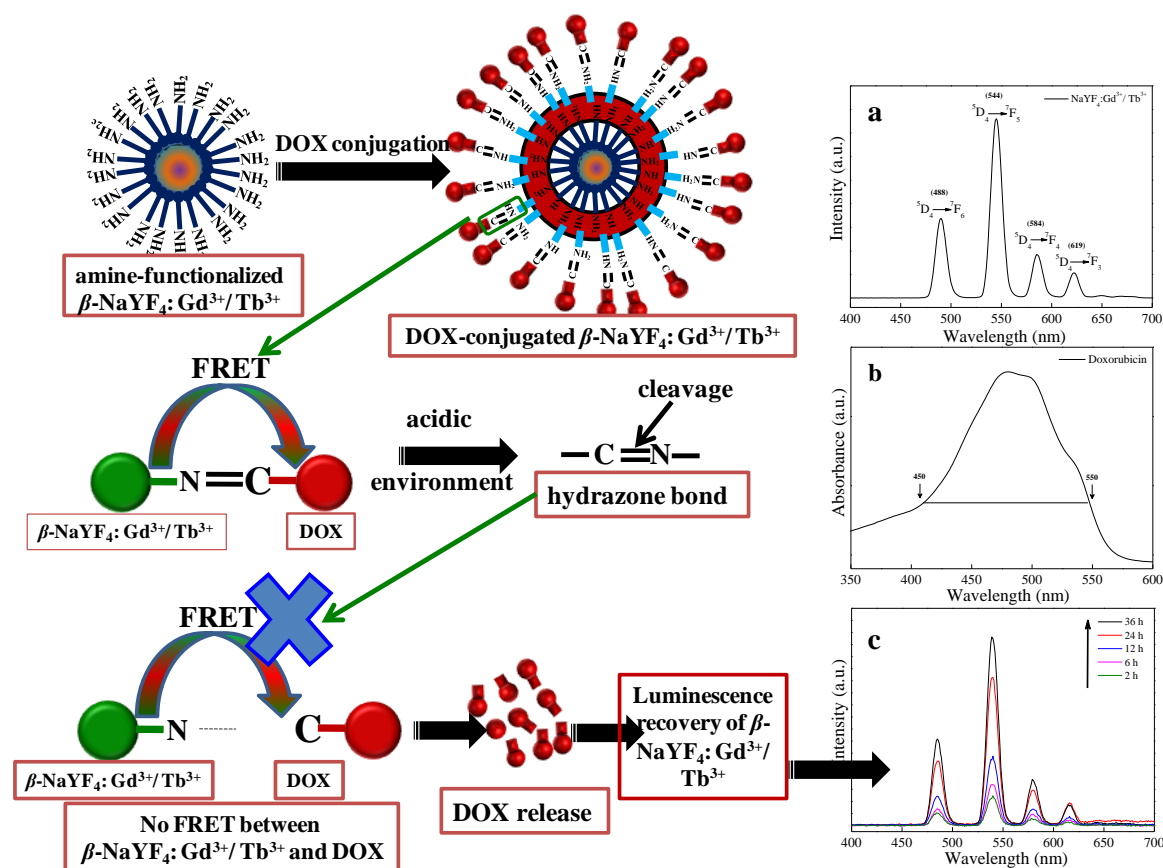 NH₂
DOX conjugation
amine-functionalized
β-NaYF₄: Gd³⁺/ Tb³⁺
DOX-conjugated β-NaYF₄: Gd³⁺/Tb³⁺
FRET
N=C
β-NaYF₄: Gd³⁺/ Tb³⁺
DOX
acidic
environment
cleavage
C=N
hydrazone bond
FRET
N
C
β-NaYF₄: Gd³⁺/ Tb³⁺
DOX
No FRET between
β-NaYF₄: Gd³⁺/ Tb³⁺ and DOX
DOX release
Luminescence
recovery of β-
NaYF₄: Gd³⁺/
Tb³⁺
a
NaYF₄:Gd³⁺/ Tb³⁺
(544)
⁵D₄ ⁷F₅
(488)
⁵D₄ ⁷F₆
(584)
⁵D₄ ⁷F₄
(619)
⁵D₄ ⁷F₃
Intensity (a.u.)
400 450 500 550 600 650 700
Wavelength (nm)
b
Doxorubicin
450
550
Absorbance (a.u.)
350 400 450 500 550 600
Wavelength (nm)
c
36 h
24 h
12 h
6 h
2 h
Intensity (a.u.)
400 450 500 550 600 650 700
Wavelength (nm)